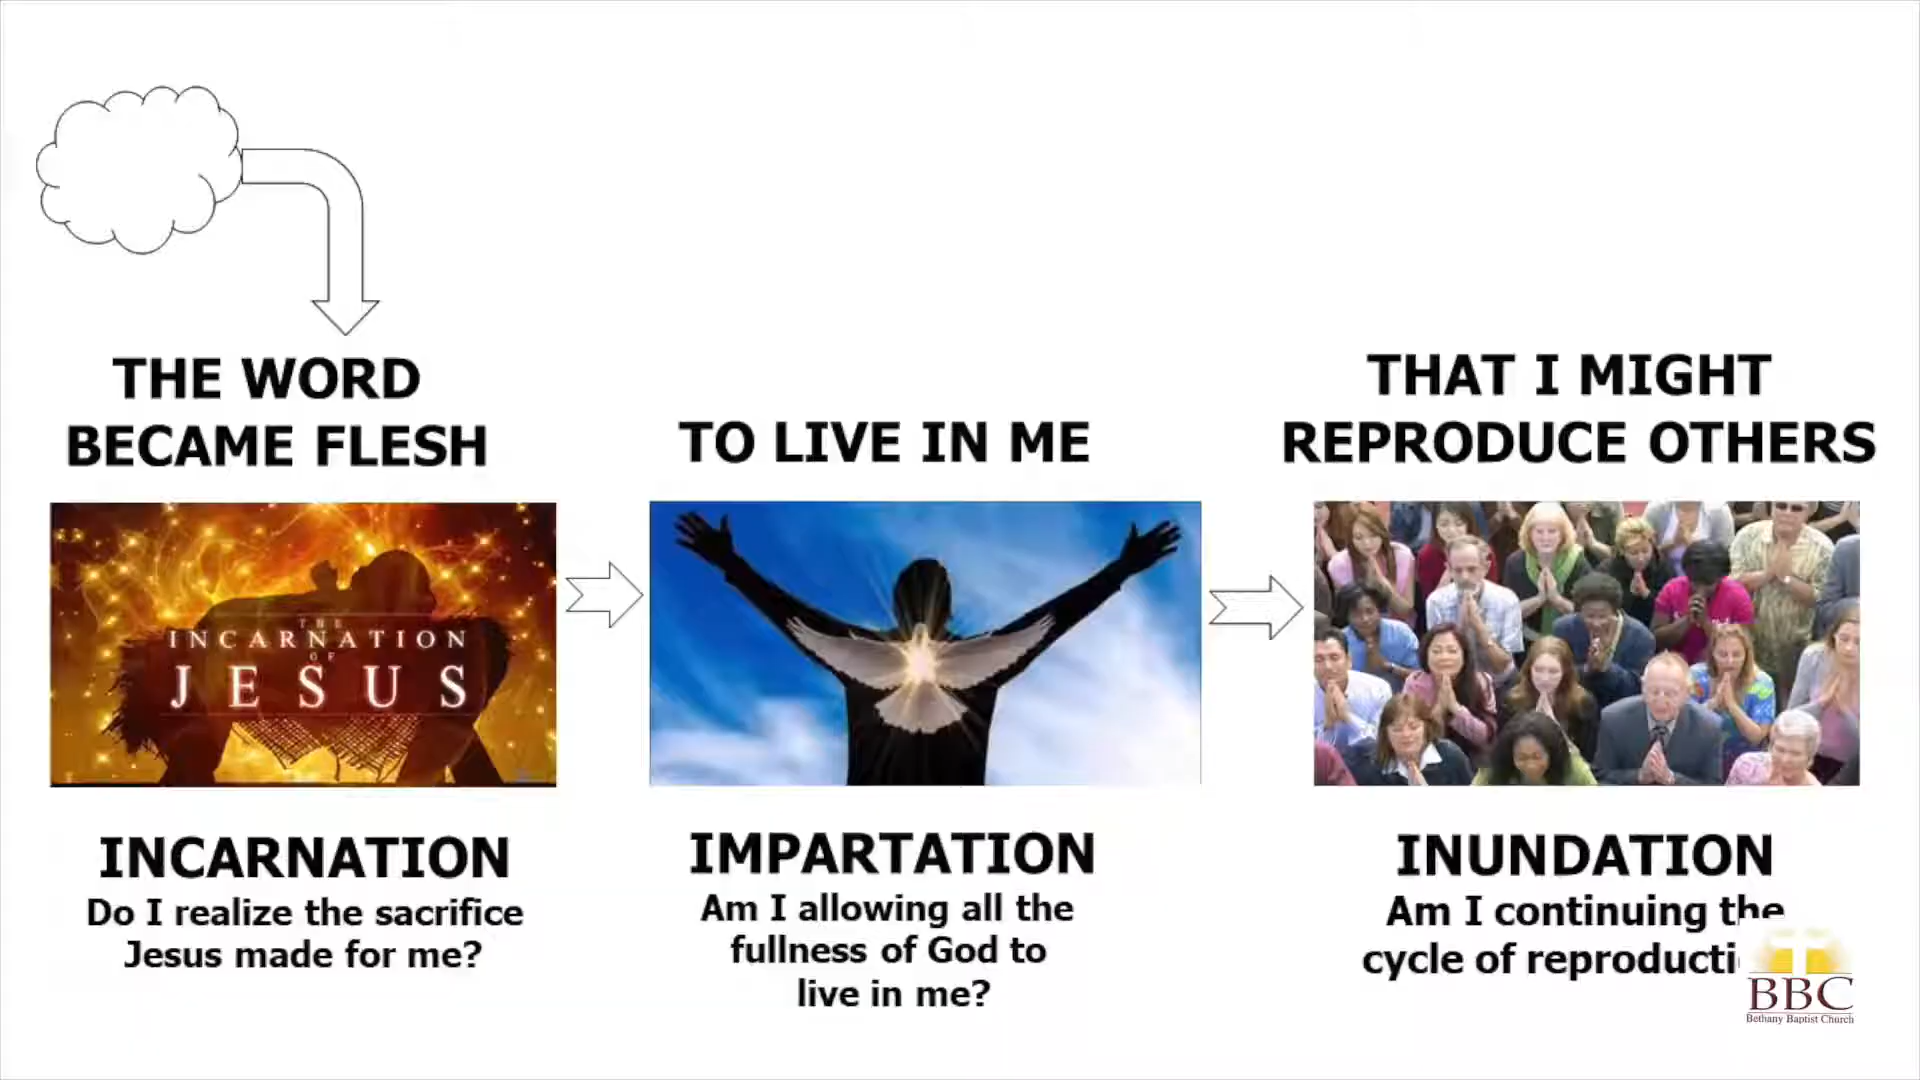 THE WORD
BECAME FLESH
TO LIVE IN ME
THAT I MIGHT
REPRODUCE OTHERS
THE
INCARNATION
OF
JESUS
INCARNATION
Do I realize the sacrifice
Jesus made for me?
IMPARTATION
Am I allowing all the
fullness of God to
live in me?
INUNDATION
Am I continuing the
cycle of reproducti
BBC
Bethany Baptist Church